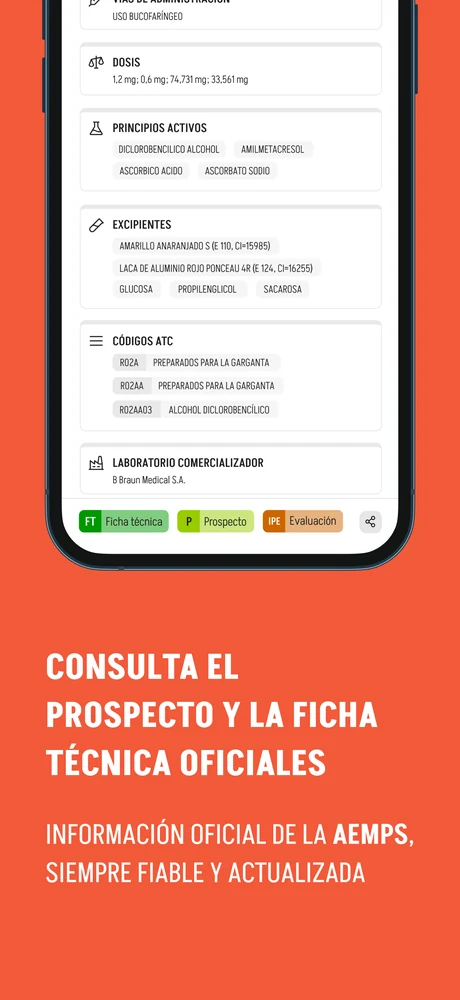 VÍAS DE ADMINISTRACIÓN
USO BUCOFARÍNGEO
DOSIS
1,2 mg; 0,6 mg; 74,731 mg; 33,561 mg
PRINCIPIOS ACTIVOS
DICLOROBENCILICO ALCOHOL AMILMETACRESOL
ASCORBICO ACIDO ASCORBATO SODIO
EXCIPIENTES
AMARILLO ANARANJADO S (E 110, CI=15985)
LACA DE ALUMINIO ROJO PONCEAU 4R (E 124, CI=16255)
GLUCOSA PROPILENGLICOL SACAROSA
CÓDIGOS ATC
R02A PREPARADOS PARA LA GARGANTA
R02AA PREPARADOS PARA LA GARGANTA
R02AA03 ALCOHOL DICLOROBENCÍLICO
LABORATORIO COMERCIALIZADOR
B Braun Medical S.A.
FT Ficha técnica P Prospecto IPE Evaluación
CONSULTA EL
PROSPECTO Y LA FICHA
TÉCNICA OFICIALES
INFORMACIÓN OFICIAL DE LA AEMPS,
SIEMPRE FIABLE Y ACTUALIZADA